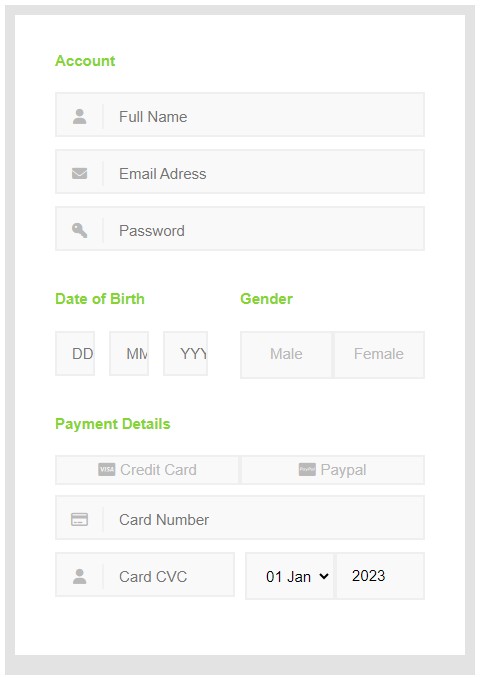 Account
Full Name
Email Adress
Password
Date of Birth Gender
DD MM YYY Male Female
Payment Details
VISA Credit Card PayPal Paypal
Card Number
Card CVC 01 Jan 2023